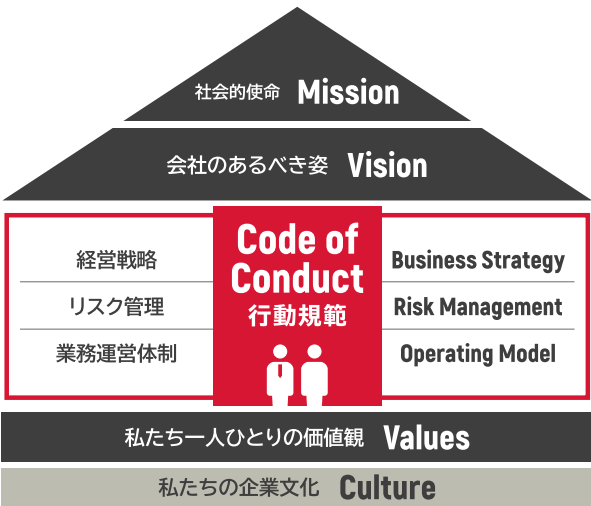 社会的使命 Mission
会社のあるべき姿 Vision
Code of
Conduct
行動規範
経営戦略 Business Strategy
リスク管理 Risk Management
業務運営体制 Operating Model
私たち一人ひとりの価値観 Values
私たちの企業文化 Culture